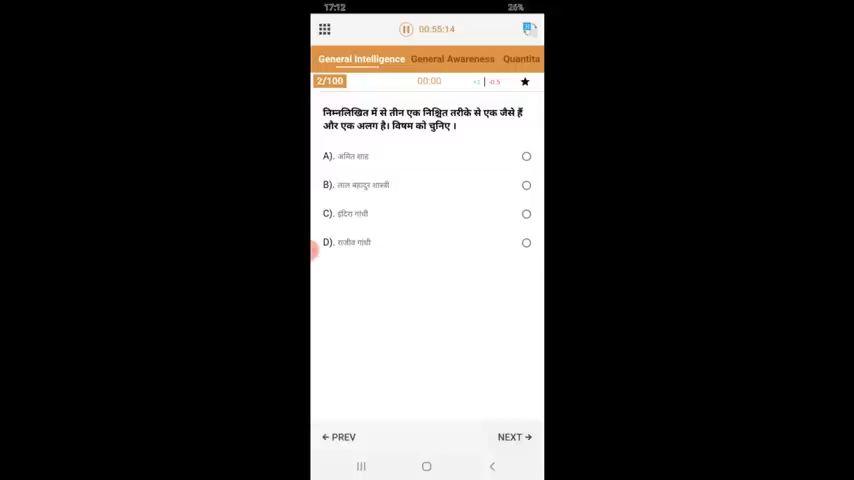 17:12 26%
00:55:14
General Intelligence General Awareness Quantita
2/100 00:00 +2 | -0.5
निम्नलिखित में से तीन एक निश्चित तरीके से एक जैसे हैं
और एक अलग है। विषम को चुनिए ।
A). अमित शाह
B). लाल बहादुर शास्त्री
C). इंदिरा गांधी
D). राजीव गांधी
PREV NEXT